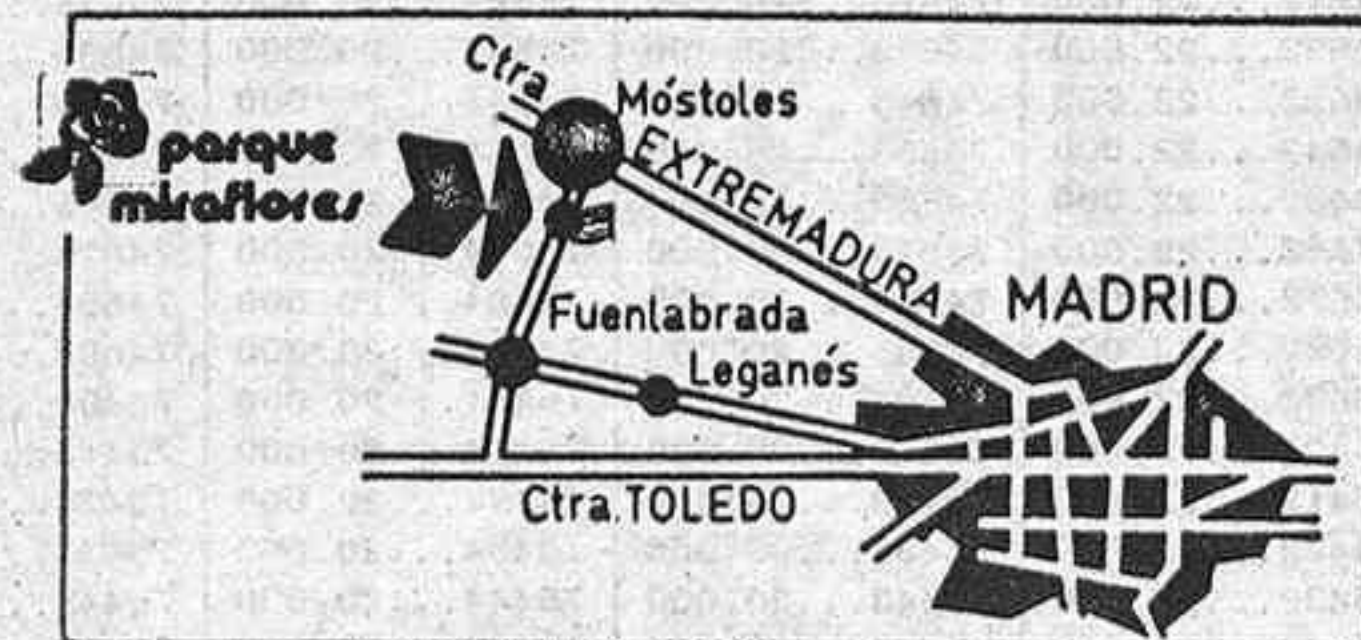 parque
miraflores
Ctra
Móstoles
EXTREMADURA
MADRID
Fuenlabrada
Leganés
Ctra. TOLEDO